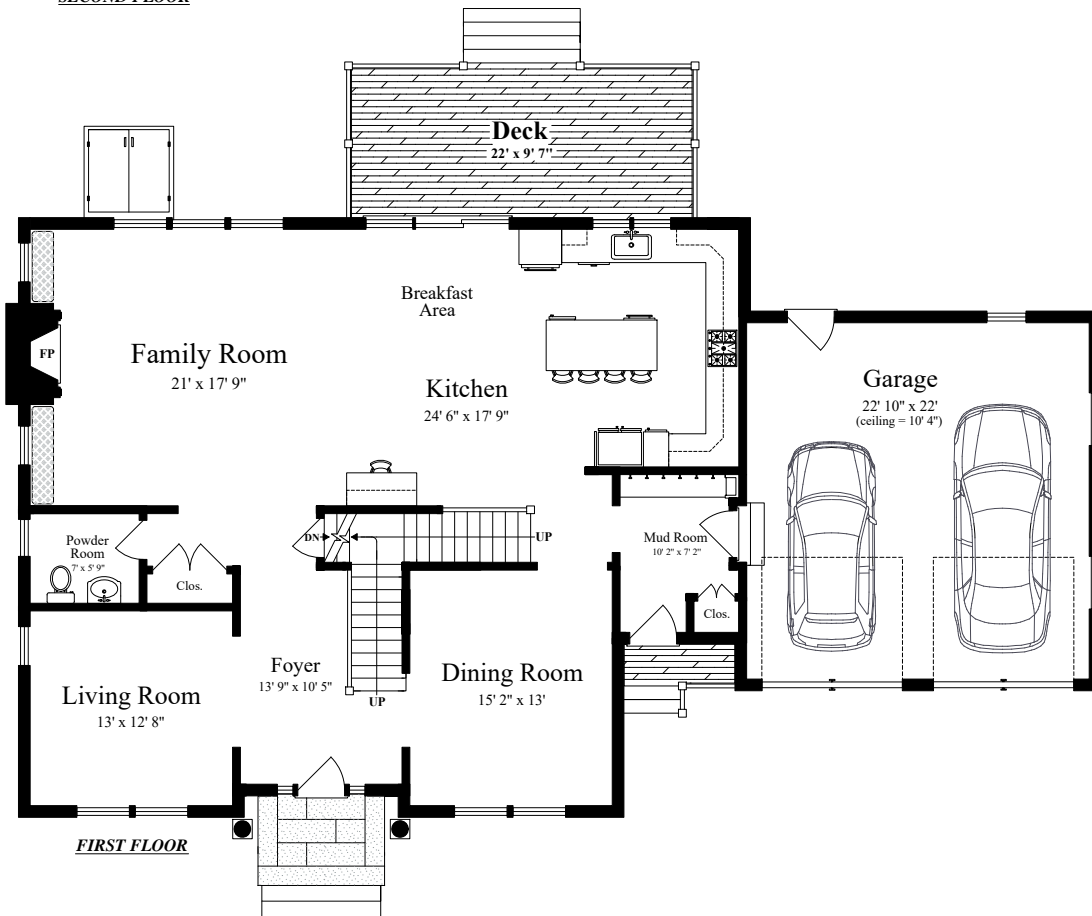 SECOND FLOOR
Deck
22' x 9' 7"
Breakfast
Area
FP
Family Room
21' x 17' 9"
Kitchen
24' 6" x 17' 9"
Garage
22' 10" x 22'
(ceiling = 10' 4")
DN
UP
Powder
Room
7' x 5' 9"
Clos.
Mud Room
10' 2" x 7' 2"
Clos.
Foyer
13' 9" x 10' 5"
UP
Living Room
13' x 12' 8"
Dining Room
15' 2" x 13'
FIRST FLOOR